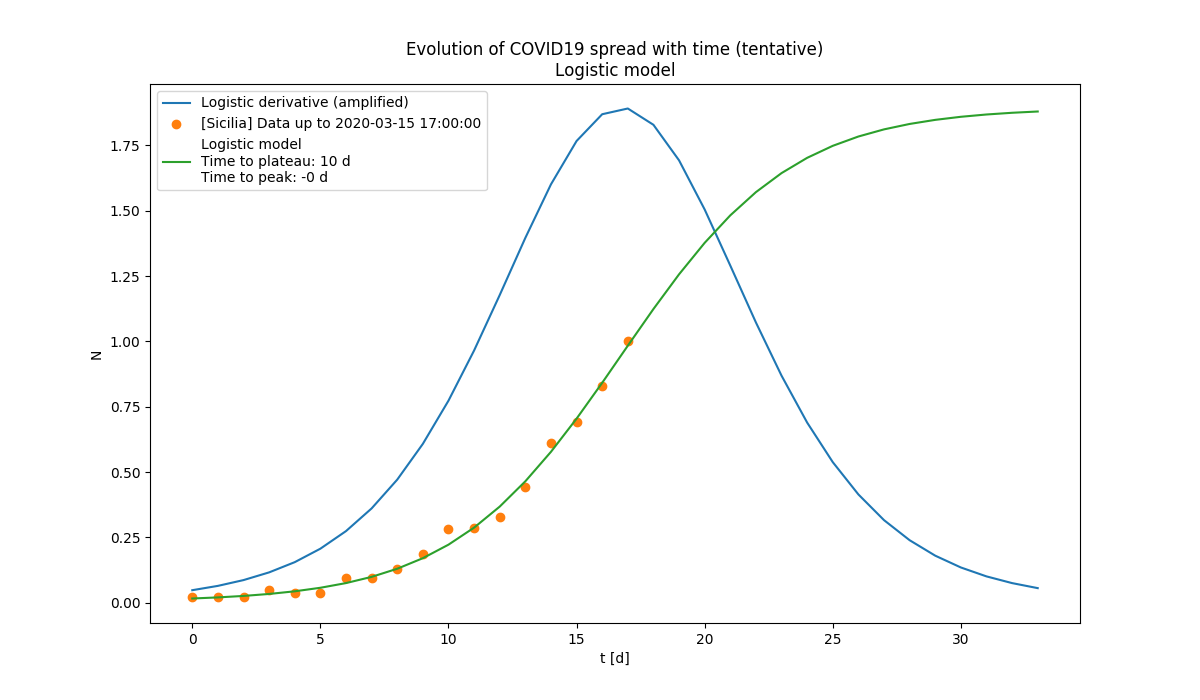 Evolution of COVID19 spread with time (tentative)
Logistic model
Logistic derivative (amplified)
[Sicilia] Data up to 2020-03-15 17:00:00
Logistic model
Time to plateau: 10 d
Time to peak: -0 d
1.75
1.50
1.25
1.00
0.75
0.50
0.25
0.00
N
0 5 10 15 20 25 30
t [d]